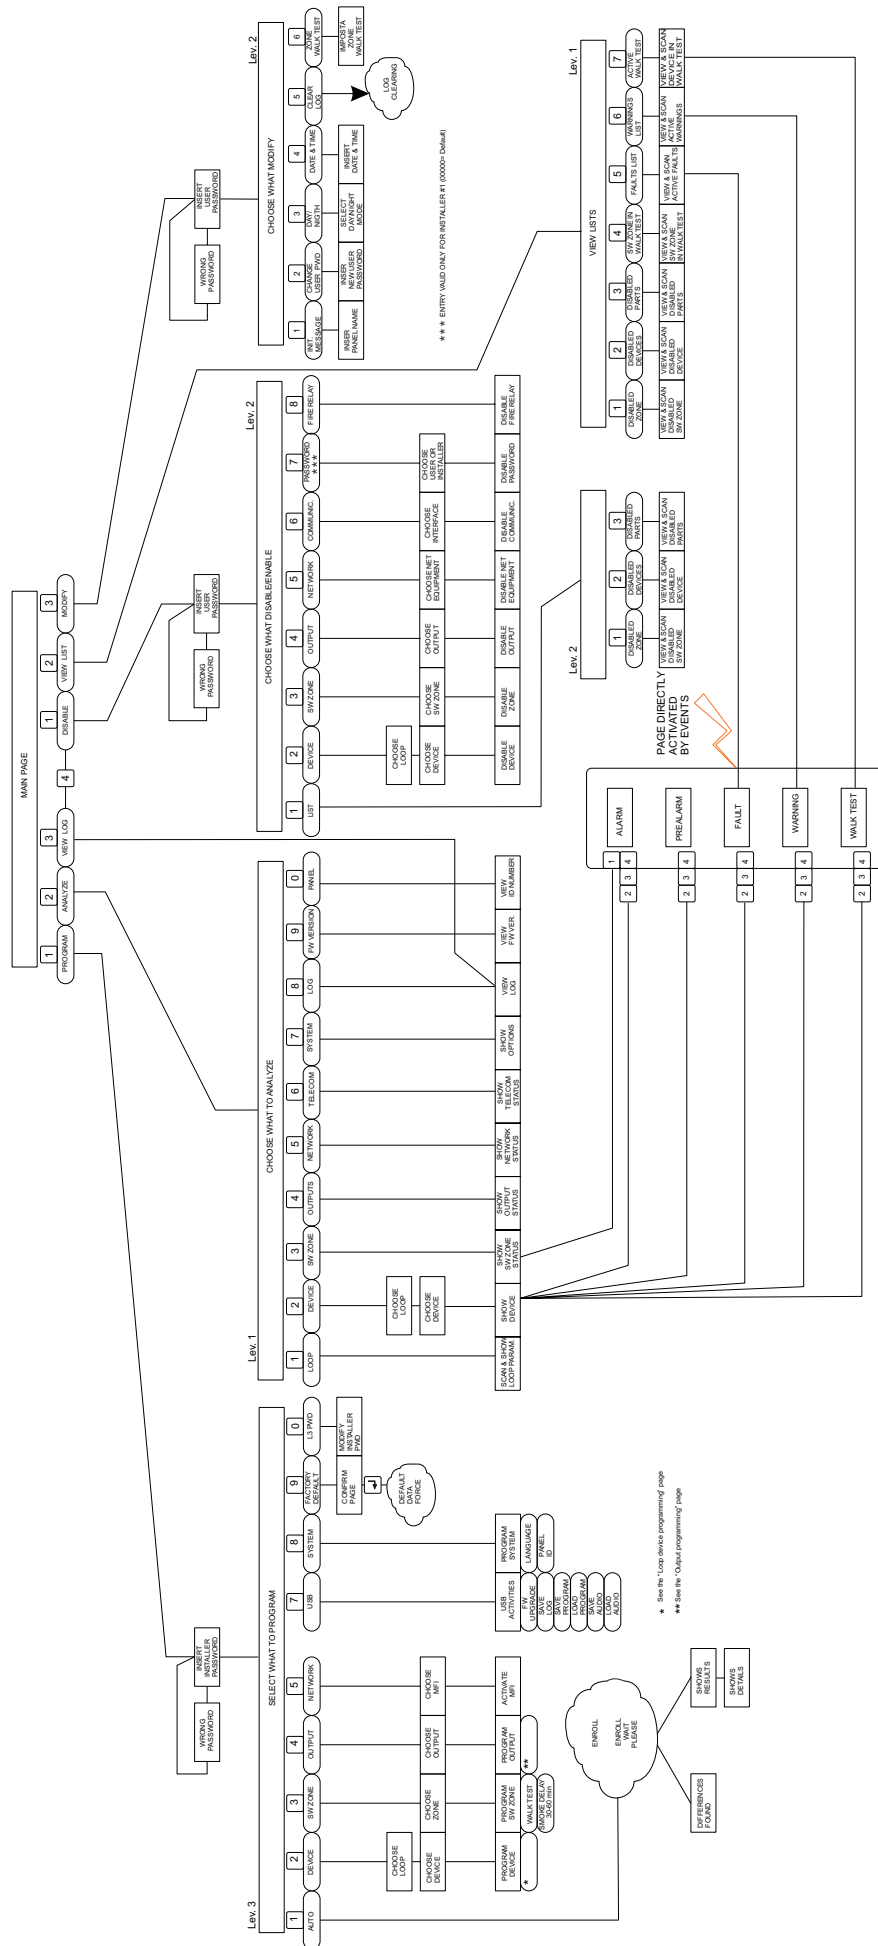 MAIN PAGE
1
PROGRAM
2
ANALYZE
3
VIEW LOG
4
1
DISABLE
2
VIEW LIST
3
MODIFY
WRONG
PASSWORD
INSERT
INSTALLER
PASSWORD
Lev. 3
SELECT WHAT TO PROGRAM
1
AUTO
2
DEVICE
3
SW ZONE
4
OUTPUT
5
NETWORK
7
USB
8
SYSTEM
9
FACTORY
DEFAULT
0
L3 PWD
CHOOSE
LOOP
CHOOSE
DEVICE
CHOOSE
ZONE
CHOOSE
OUTPUT
CHOOSE
MFI
CONFIRM
PAGE
DEFAULT
DATA
FORCE
MODIFY
INSTALLER
PWD
PROGRAM
DEVICE
*
PROGRAM
SW ZONE
WALK TEST
SMOKE DELAY
30-60 min
PROGRAM
OUTPUT
**
ACTIVATE
MFI
USB
ACTIVITIES
FW
UPGRADE
SAVE
LOG
SAVE
PROGRAM
LOAD
PROGRAM
SAVE
AUDIO
LOAD
AUDIO
PROGRAM
SYSTEM
LANGUAGE
PANEL
ID
ENROLL
ENROLL
WAIT
PLEASE
DIFFERENCES
FOUND
SHOWS
RESULTS
SHOWS
DETAILS
* See the "Loop device programming" page
** See the "Output programming" page
Lev. 1
CHOOSE WHAT TO ANALYZE
1
LOOP
2
DEVICE
3
SW ZONE
4
OUTPUTS
5
NETWORK
6
TELECOM
7
SYSTEM
8
LOG
9
FW VERSION
0
PANEL
CHOOSE
LOOP
CHOOSE
DEVICE
SCAN & SHOW
LOOP PARAM.
SHOW
DEVICE
SHOW
SW ZONE
STATUS
SHOW
OUTPUT
STATUS
SHOW
NETWORK
STATUS
SHOW
TELECOM
STATUS
SHOW
OPTIONS
VIEW
LOG
VIEW
FW VER.
VIEW
ID NUMBER
WRONG
PASSWORD
INSERT
USER
PASSWORD
CHOOSE WHAT DISABLE/ENABLE
Lev. 2
1
LIST
2
DEVICE
3
SW ZONE
4
OUTPUT
5
NETWORK
6
COMMUNIC.
7
PASSWORD
***
8
FIRE RELAY
CHOOSE
LOOP
CHOOSE
DEVICE
CHOOSE
SW ZONE
CHOOSE
OUTPUT
CHOOSE NET
EQUIPMENT
CHOOSE
INTERFACE
CHOOSE
USER OR
INSTALLER
DISABLE
DEVICE
DISABLE
ZONE
DISABLE
OUTPUT
DISABLE NET
EQUIPMENT
DISABLE
COMMUNIC.
DISABLE
PASSWORD
DISABLE
FIRE RELAY
WRONG
PASSWORD
INSERT
USER
PASSWORD
CHOOSE WHAT MODIFY
Lev. 2
1
INIT.
MESSAGE
2
CHANGE
USER PWD
3
DAY/
NIGTH
4
DATE & TIME
5
CLEAR
LOG
6
ZONE
WALK TEST
INSER
PANEL NAME
INSER
NEW USER
PASSWORD
SELECT
DAY/NIGHT
MODE
INSERT
DATE & TIME
LOG
CLEARING
IMPOSTA
ZONE
WALK TEST
*** ENTRY VALID ONLY FOR INSTALLER #1 (00000= Default)
Lev. 2
1
DISABLED
ZONE
2
DISABLED
DEVICES
3
DISABLED
PARTS
VIEW & SCAN
DISABLED
SW ZONE
VIEW & SCAN
DISABLED
DEVICE
VIEW & SCAN
DISABLED
PARTS
VIEW LISTS
Lev. 1
1
DISABLED
ZONE
2
DISABLED
DEVICES
3
DISABLED
PARTS
4
SW ZONE IN
WALK TEST
5
FAULTS LIST
6
WARNINGS
LIST
7
ACTIVE
WALK TEST
VIEW & SCAN
DISABLED
SW ZONE
VIEW & SCAN
DISABLED
DEVICE
VIEW & SCAN
DISABLED
PARTS
VIEW & SCAN
SW ZONE
IN WALK TEST
VIEW & SCAN
ACTIVE FAULTS
VIEW & SCAN
ACTIVE
WARNINGS
VIEW & SCAN
DEVICE IN
WALK TEST
PAGE DIRECTLY
ACTIVATED
BY EVENTS
1
2 3 4
ALARM
2 3 4
PREALARM
2 3 4
FAULT
2 3 4
WARNING
2 3 4
WALK TEST